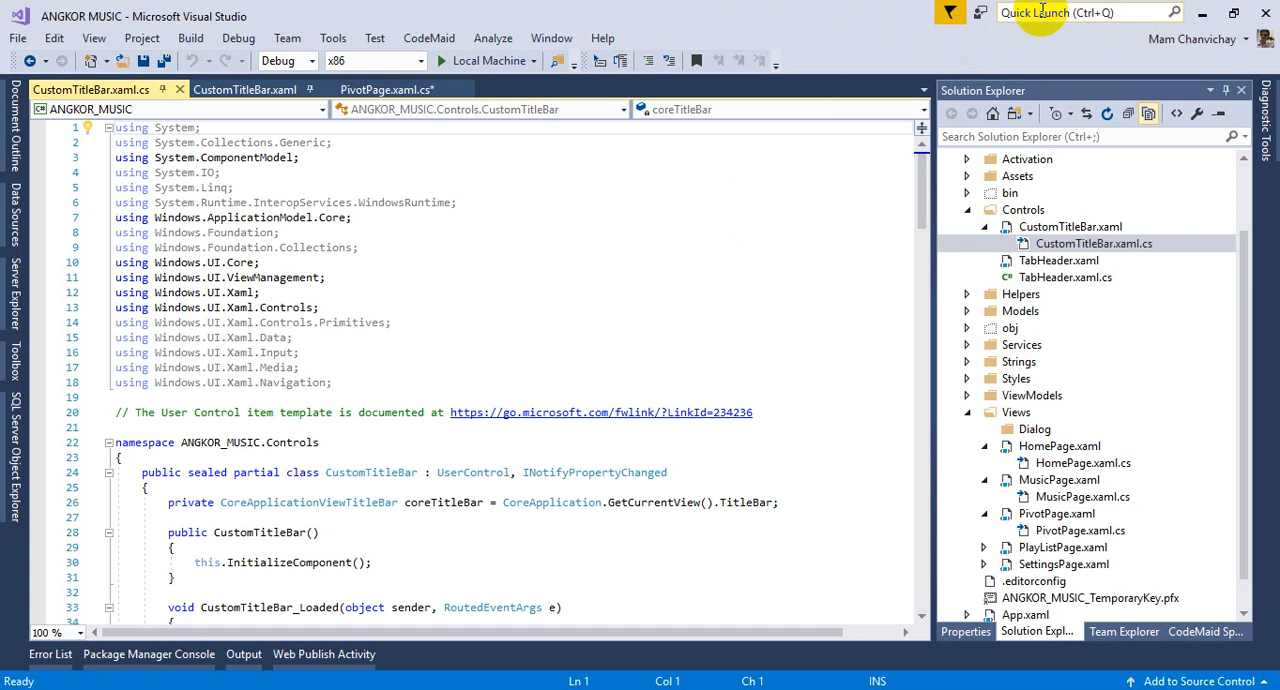 ANGKOR MUSIC - Microsoft Visual Studio
Quick Launch (Ctrl+Q)
File Edit View Project Build Debug Team Tools Test CodeMaid Analyze Window Help
Mam Chanvichay
Debug x86 Local Machine
CustomTitleBar.xaml.cs CustomTitleBar.xaml PivotPage.xaml.cs*
ANGKOR_MUSIC ANGKOR_MUSIC.Controls.CustomTitleBar coreTitleBar
1 using System;
2 using System.Collections.Generic;
3 using System.ComponentModel;
4 using System.IO;
5 using System.Linq;
6 using System.Runtime.InteropServices.WindowsRuntime;
7 using Windows.ApplicationModel.Core;
8 using Windows.Foundation;
9 using Windows.Foundation.Collections;
10 using Windows.UI.Core;
11 using Windows.UI.ViewManagement;
12 using Windows.UI.Xaml;
13 using Windows.UI.Xaml.Controls;
14 using Windows.UI.Xaml.Controls.Primitives;
15 using Windows.UI.Xaml.Data;
16 using Windows.UI.Xaml.Input;
17 using Windows.UI.Xaml.Media;
18 using Windows.UI.Xaml.Navigation;
19
20 // The User Control item template is documented at https://go.microsoft.com/fwlink/?LinkId=234236
21
22 namespace ANGKOR_MUSIC.Controls
23 {
24 public sealed partial class CustomTitleBar : UserControl, INotifyPropertyChanged
25 {
26 private CoreApplicationViewTitleBar coreTitleBar = CoreApplication.GetCurrentView().TitleBar;
27
28 public CustomTitleBar()
29 {
30 this.InitializeComponent();
31 }
32
33 void CustomTitleBar_Loaded(object sender, RoutedEventArgs e)
34 {
100 %
Document Outline
Data Sources
Server Explorer
Toolbox
SQL Server Object Explorer
Solution Explorer
Search Solution Explorer (Ctrl+;)
Activation
Assets
bin
Controls
CustomTitleBar.xaml
CustomTitleBar.xaml.cs
TabHeader.xaml
C# TabHeader.xaml.cs
Helpers
Models
obj
Services
Strings
Styles
ViewModels
Views
Dialog
HomePage.xaml
HomePage.xaml.cs
MusicPage.xaml
MusicPage.xaml.cs
PivotPage.xaml
PivotPage.xaml.cs
PlayListPage.xaml
SettingsPage.xaml
.editorconfig
ANGKOR_MUSIC_TemporaryKey.pfx
App.xaml
Properties Solution Expl... Team Explorer CodeMaid Sp...
Diagnostic Tools
Error List Package Manager Console Output Web Publish Activity
Ready Ln 1 Col 1 Ch 1 INS Add to Source Control